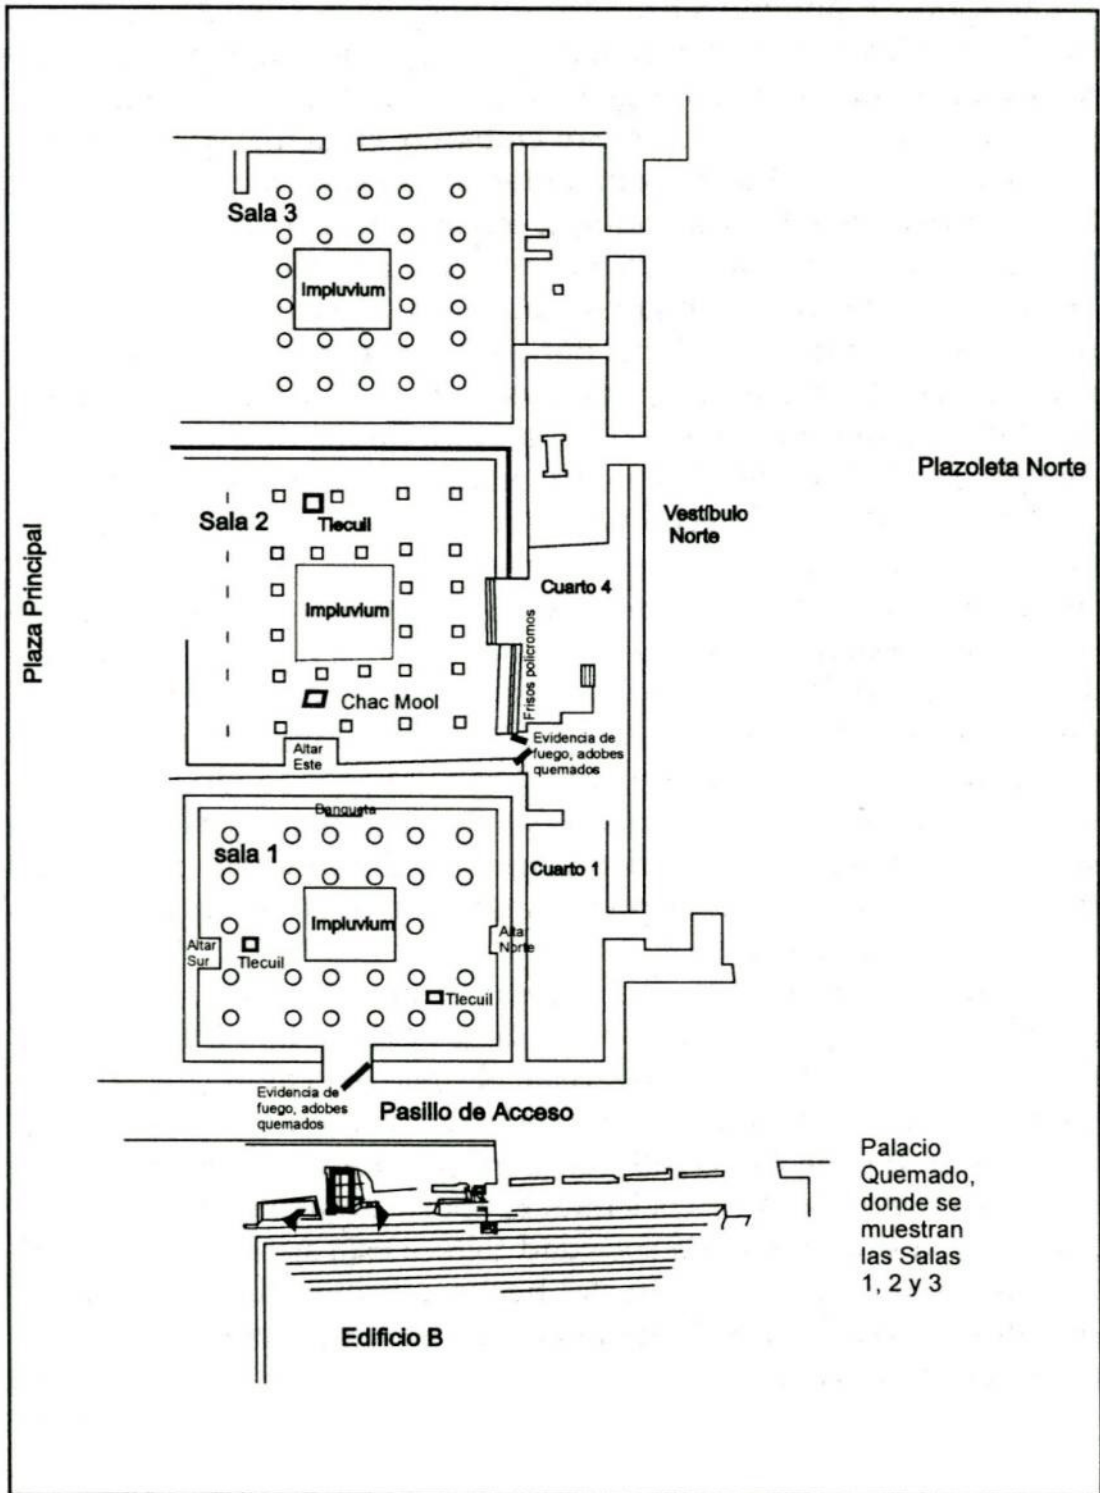 Sala 3
Impluvium
Plazoleta Norte
Plaza Principal
Sala 2
Tlecuil
Vestíbulo
Norte
Impluvium
Cuarto 4
Frisos polícromos
Chac Mool
Altar
Este
Evidencia de
fuego, adobes
quemados
Banqueta
sala 1
Cuarto 1
Impluvium
Altar
Sur
Tlecuil
Altar
Norte
Tlecuil
Evidencia de
fuego, adobes
quemados
Pasillo de Acceso
Palacio
Quemado,
donde se
muestran
las Salas
1, 2 y 3
Edificio B